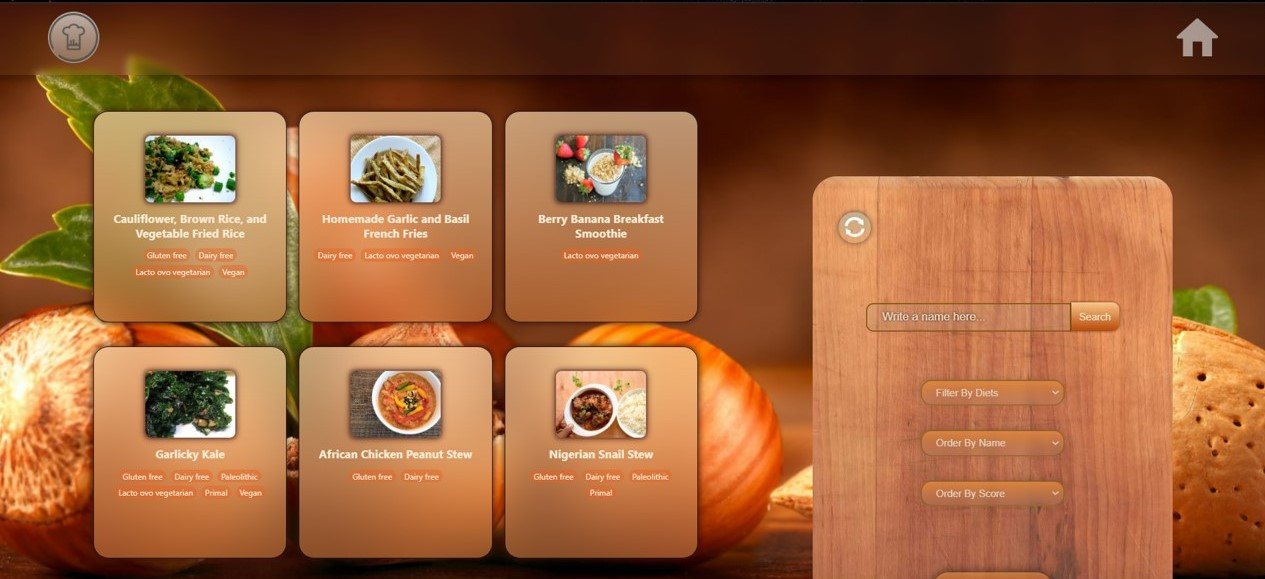 Cauliflower, Brown Rice, and
Vegetable Fried Rice
Gluten free Dairy free
Lacto ovo vegetarian Vegan
Homemade Garlic and Basil
French Fries
Dairy free Lacto ovo vegetarian Vegan
Berry Banana Breakfast
Smoothie
Lacto ovo vegetarian
Garlicky Kale
Gluten free Dairy free Paleolithic
Lacto ovo vegetarian Primal Vegan
African Chicken Peanut Stew
Gluten free Dairy free
Nigerian Snail Stew
Gluten free Dairy free Paleolithic
Primal
Write a name here... Search
Filter By Diets
Order By Name
Order By Score